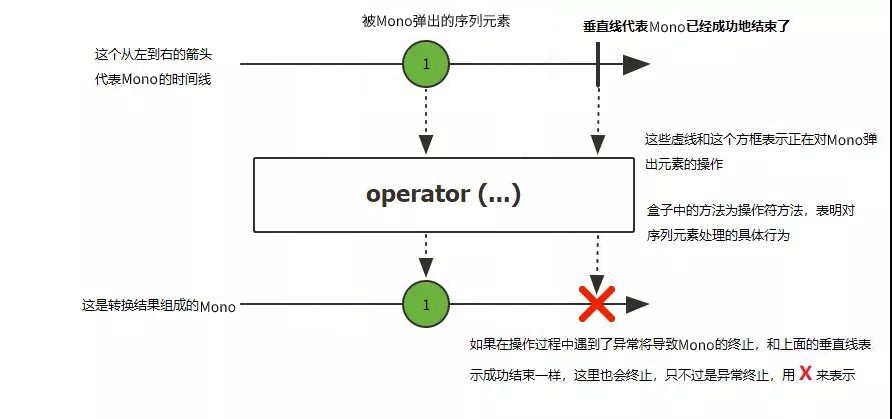 被Mono弹出的序列元素
垂直线代表Mono已经成功地结束了
这个从左到右的箭头
代表Mono的时间线
1
这些虚线和这个方框表示正在对Mono弹
出元素的操作
operator (...)
盒子中的方法为操作符方法，表明对
序列元素处理的具体行为
这是转换结果组成的Mono
1
如果在操作过程中遇到了异常将导致Mono的终止，和上面的垂直线表
示成功结束一样，这里也会终止，只不过是异常终止，用 X 来表示